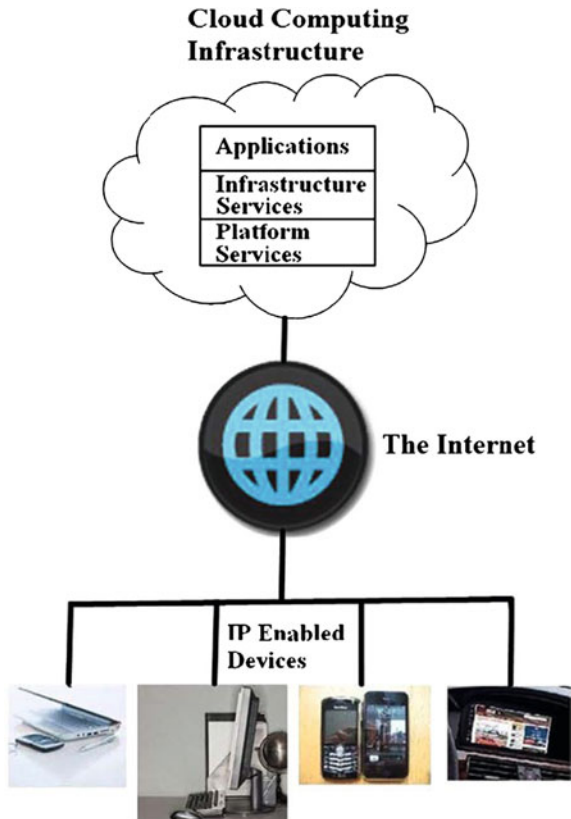 Cloud Computing
Infrastructure
Applications
Infrastructure
Services
Platform
Services
The Internet
IP Enabled
Devices